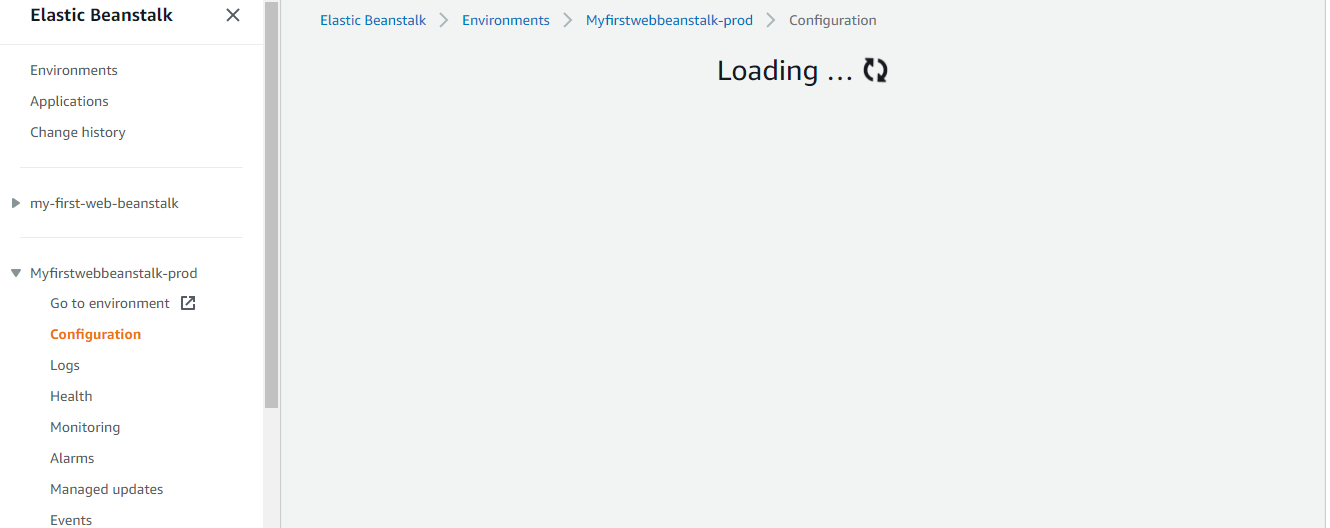 Elastic Beanstalk
Environments
Applications
Change history
my-first-web-beanstalk
Myfirstwebbeanstalk-prod
Go to environment
Configuration
Logs
Health
Monitoring
Alarms
Managed updates
Events
Elastic Beanstalk Environments Myfirstwebbeanstalk-prod Configuration
Loading ...